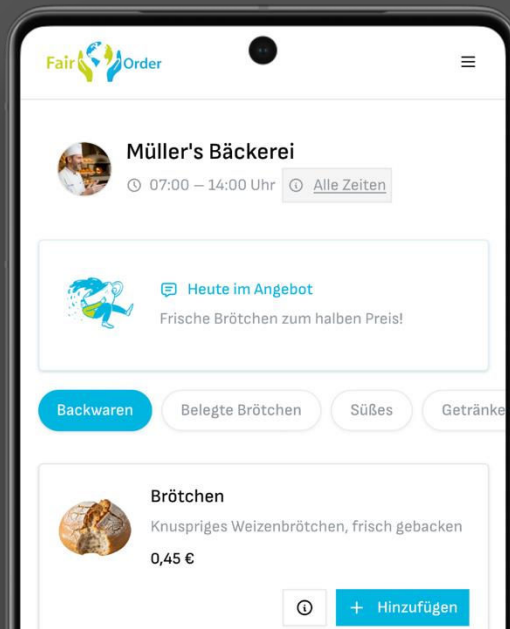 Fair Order
Müller's Bäckerei
07:00 – 14:00 Uhr Alle Zeiten
Heute im Angebot
Frische Brötchen zum halben Preis!
Backwaren Belegte Brötchen Süßes Getränke
Brötchen
Knuspriges Weizenbrötchen, frisch gebacken
0,45 €
+ Hinzufügen